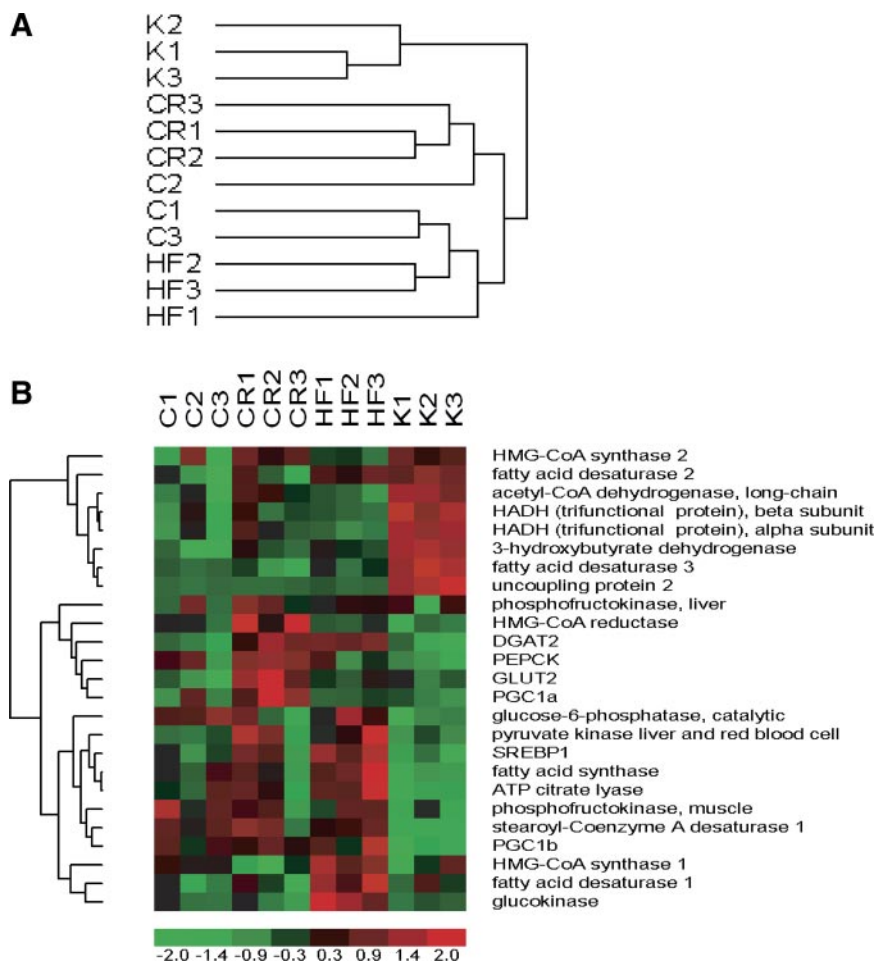 A
K2
K1
K3
CR3
CR1
CR2
C2
C1
C3
HF2
HF3
HF1
B
C1 C2 C3 CR1 CR2 CR3 HF1 HF2 HF3 K1 K2 K3
HMG-CoA synthase 2
fatty acid desaturase 2
acetyl-CoA dehydrogenase, long-chain
HADH (trifunctional protein), beta subunit
HADH (trifunctional protein), alpha subunit
3-hydroxybutyrate dehydrogenase
fatty acid desaturase 3
uncoupling protein 2
phosphofructokinase, liver
HMG-CoA reductase
DGAT2
PEPCK
GLUT2
PGC1a
glucose-6-phosphatase, catalytic
pyruvate kinase liver and red blood cell
SREBP1
fatty acid synthase
ATP citrate lyase
phosphofructokinase, muscle
stearoyl-Coenzyme A desaturase 1
PGC1b
HMG-CoA synthase 1
fatty acid desaturase 1
glucokinase
-2.0 -1.4 -0.9 -0.3 0.3 0.9 1.4 2.0